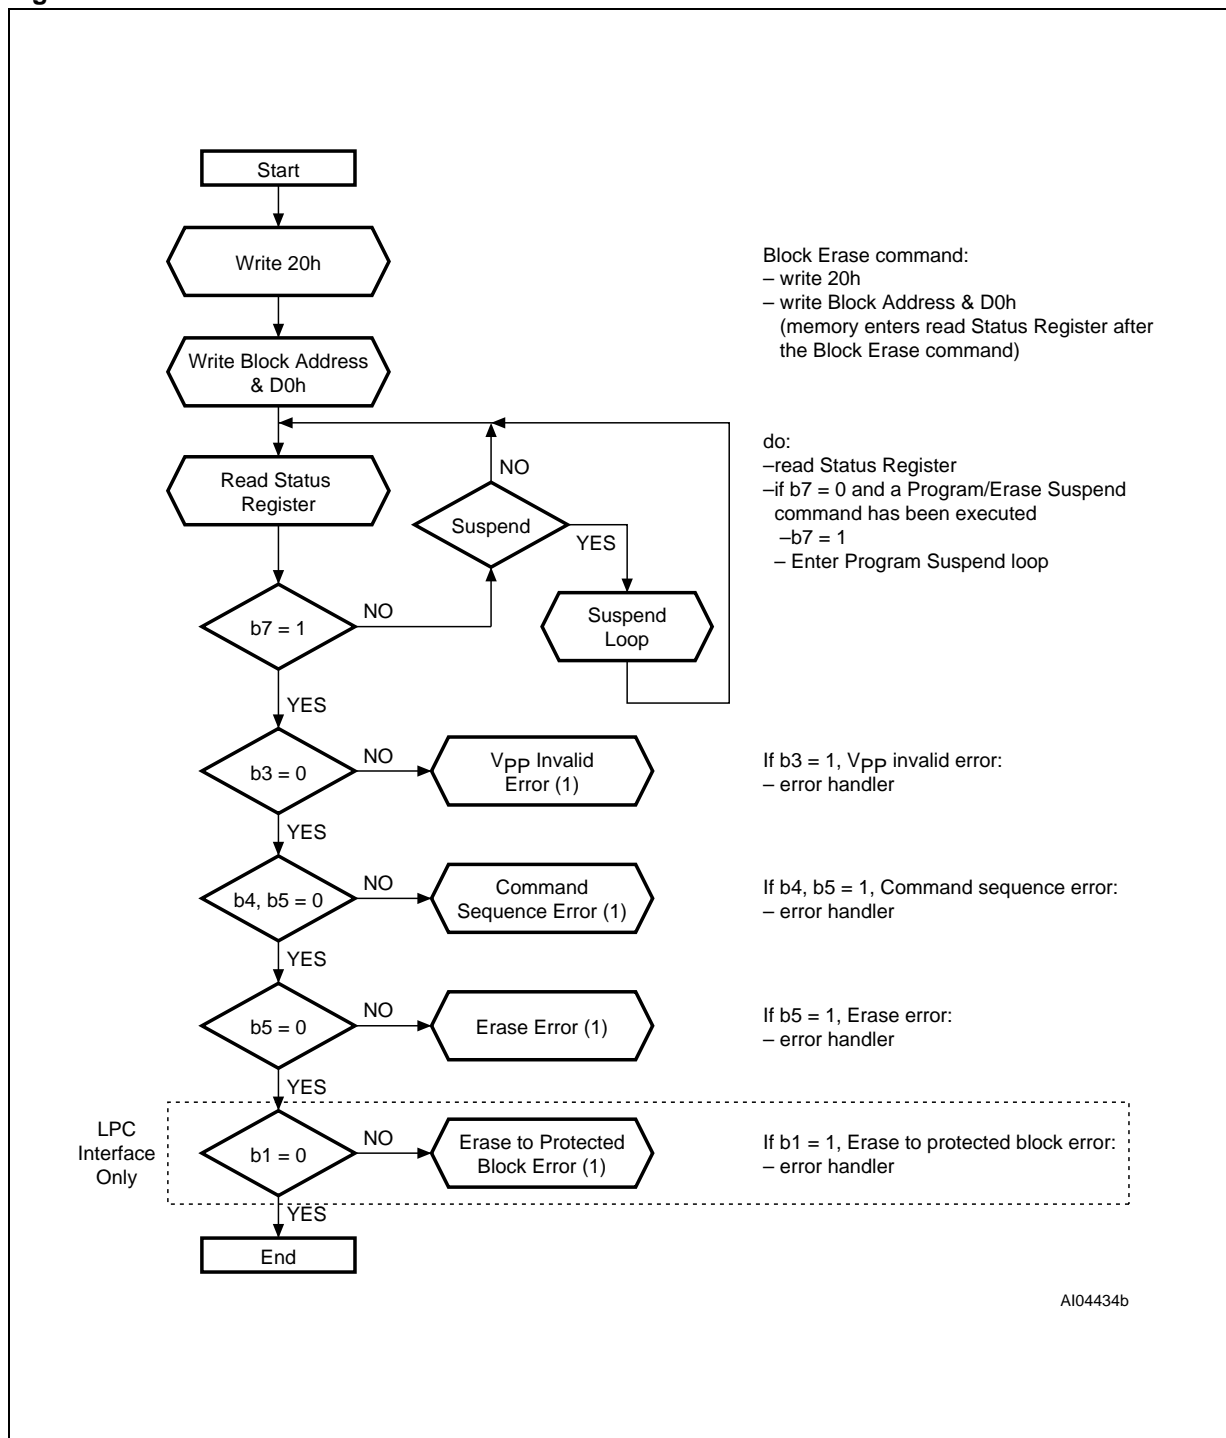 Start
Write 20h
Block Erase command:
– write 20h
– write Block Address & D0h
(memory enters read Status Register after
the Block Erase command)
Write Block Address
& D0h
do:
–read Status Register
–if b7 = 0 and a Program/Erase Suspend
command has been executed
–b7 = 1
– Enter Program Suspend loop
Read Status
Register
NO
Suspend
YES
Suspend
Loop
b7 = 1
NO
YES
b3 = 0
NO
VPP Invalid
Error (1)
If b3 = 1, VPP invalid error:
– error handler
YES
b4, b5 = 0
NO
Command
Sequence Error (1)
If b4, b5 = 1, Command sequence error:
– error handler
YES
b5 = 0
NO
Erase Error (1)
If b5 = 1, Erase error:
– error handler
YES
LPC
Interface
Only
b1 = 0
NO
Erase to Protected
Block Error (1)
If b1 = 1, Erase to protected block error:
– error handler
YES
End
AI04434b